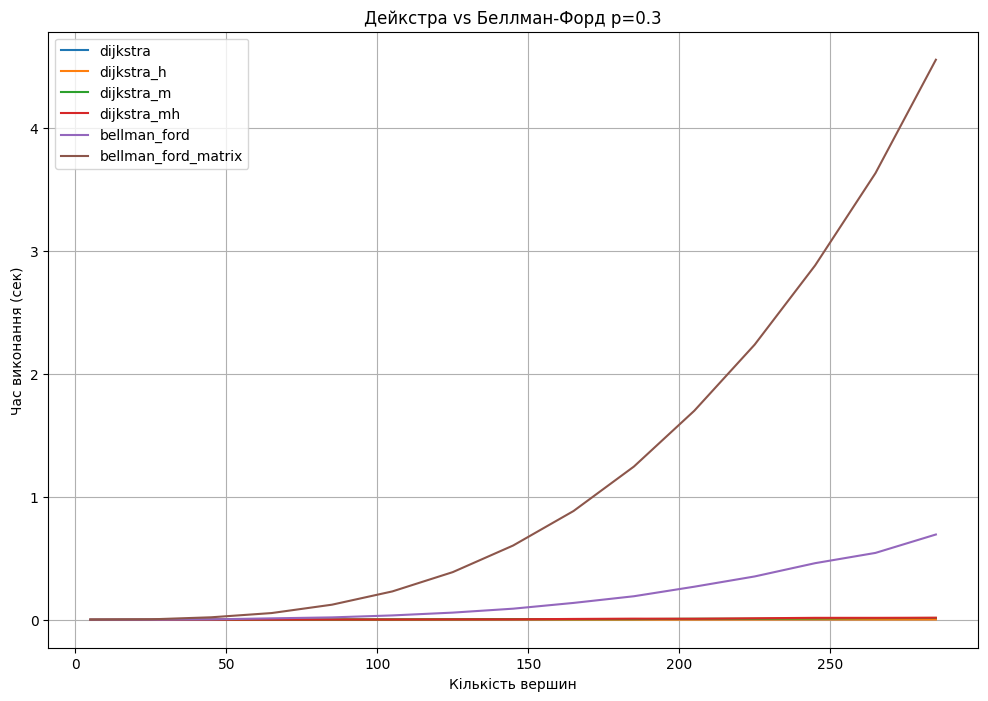 Дейкстра vs Беллман-Форд p=0.3
dijkstra
dijkstra_h
dijkstra_m
dijkstra_mh
bellman_ford
bellman_ford_matrix
Час виконання (сек)
4
3
2
1
0
0
50
100
150
200
250
Кількість вершин